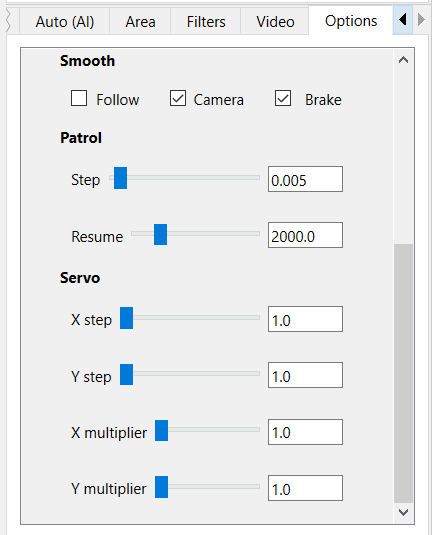 Auto (AI) Area Filters Video Options
Smooth
Follow Camera Brake
Patrol
Step 0.005
Resume 2000.0
Servo
X step 1.0
Y step 1.0
X multiplier 1.0
Y multiplier 1.0